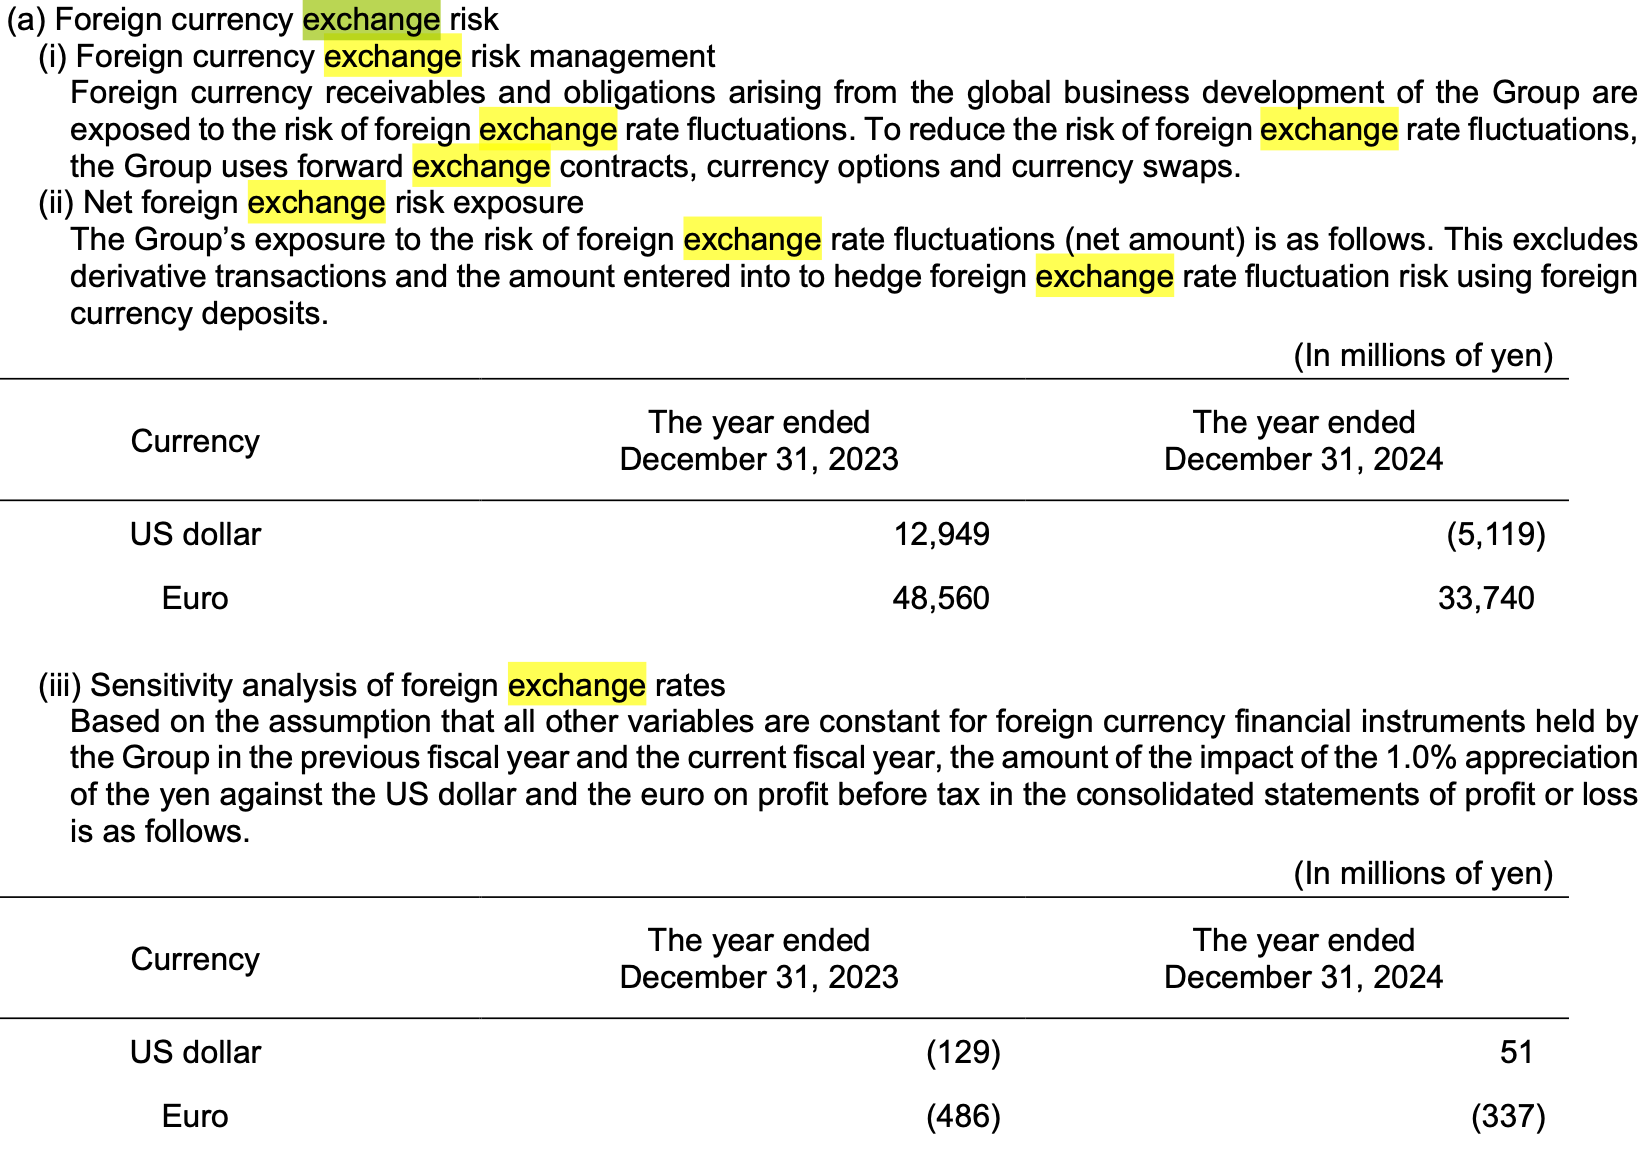 (a) Foreign currency exchange risk
(i) Foreign currency exchange risk management
Foreign currency receivables and obligations arising from the global business development of the Group are
exposed to the risk of foreign exchange rate fluctuations. To reduce the risk of foreign exchange rate fluctuations,
the Group uses forward exchange contracts, currency options and currency swaps.
(ii) Net foreign exchange risk exposure
The Group’s exposure to the risk of foreign exchange rate fluctuations (net amount) is as follows. This excludes
derivative transactions and the amount entered into to hedge foreign exchange rate fluctuation risk using foreign
currency deposits.
(In millions of yen)
Currency
The year ended
December 31, 2023
The year ended
December 31, 2024
US dollar 12,949 (5,119)
Euro 48,560 33,740
(iii) Sensitivity analysis of foreign exchange rates
Based on the assumption that all other variables are constant for foreign currency financial instruments held by
the Group in the previous fiscal year and the current fiscal year, the amount of the impact of the 1.0% appreciation
of the yen against the US dollar and the euro on profit before tax in the consolidated statements of profit or loss
is as follows.
(In millions of yen)
Currency
The year ended
December 31, 2023
The year ended
December 31, 2024
US dollar (129) 51
Euro (486) (337)